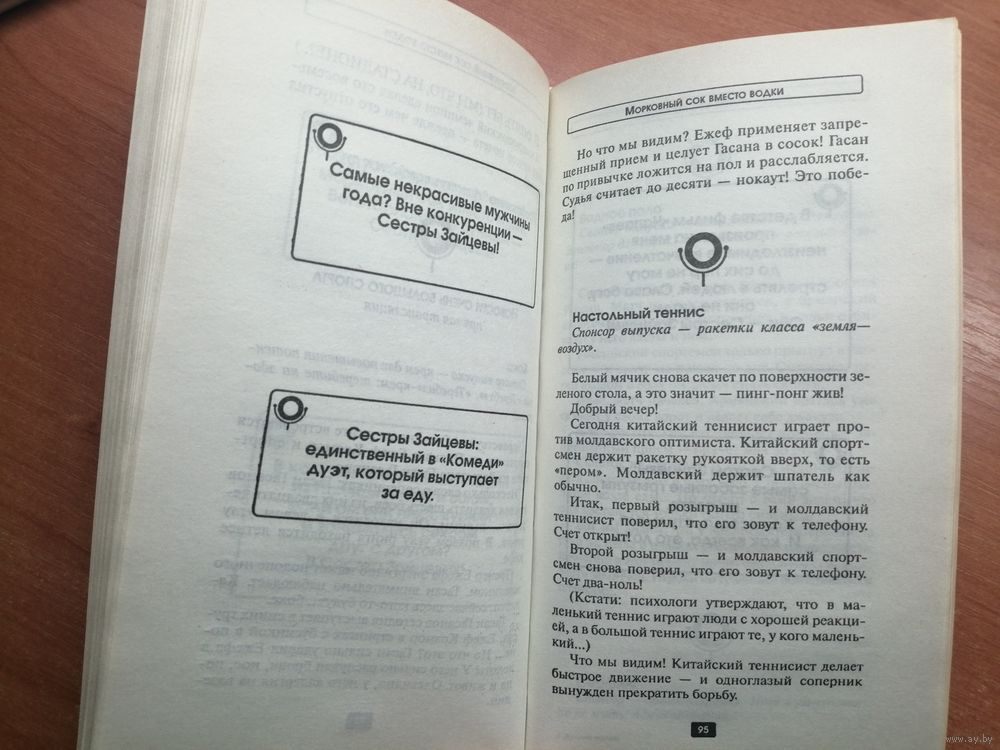 Самые некрасивые мужчины
года? Вне конкуренции —
Сестры Зайцевы!
Сестры Зайцевы:
единственный в «Комеди»
дуэт, который выступает
за еду.
Морковный сок вместо водки
Но что мы видим? Ежеф применяет запре-
щенный прием и целует Гасана в сосок! Гасан
по привычке ложится на пол и расслабляется.
Судья считает до десяти — нокаут! Это побе-
да!
Настольный теннис
Спонсор выпуска — ракетки класса «земля—
воздух».
Белый мячик снова скачет по поверхности зе-
леного стола, а это значит — пинг-понг жив!
Добрый вечер!
Сегодня китайский теннисист играет про-
тив молдавского оптимиста. Китайский спорт-
смен держит ракетку рукояткой вверх, то есть
«пером». Молдавский держит шпатель как
обычно.
Итак, первый розыгрыш — и молдавский
теннисист поверил, что его зовут к телефону.
Счет открыт!
Второй розыгрыш — и молдавский спорт-
смен снова поверил, что его зовут к телефону.
Счет два-ноль!
(Кстати: психологи утверждают, что в ма-
ленький теннис играют люди с хорошей реакци-
ей, а в большой теннис играют те, у кого малень-
кий...)
Что мы видим! Китайский теннисист делает
быстрое движение — и одноглазый соперник
вынужден прекратить борьбу.
95
www.ay.by